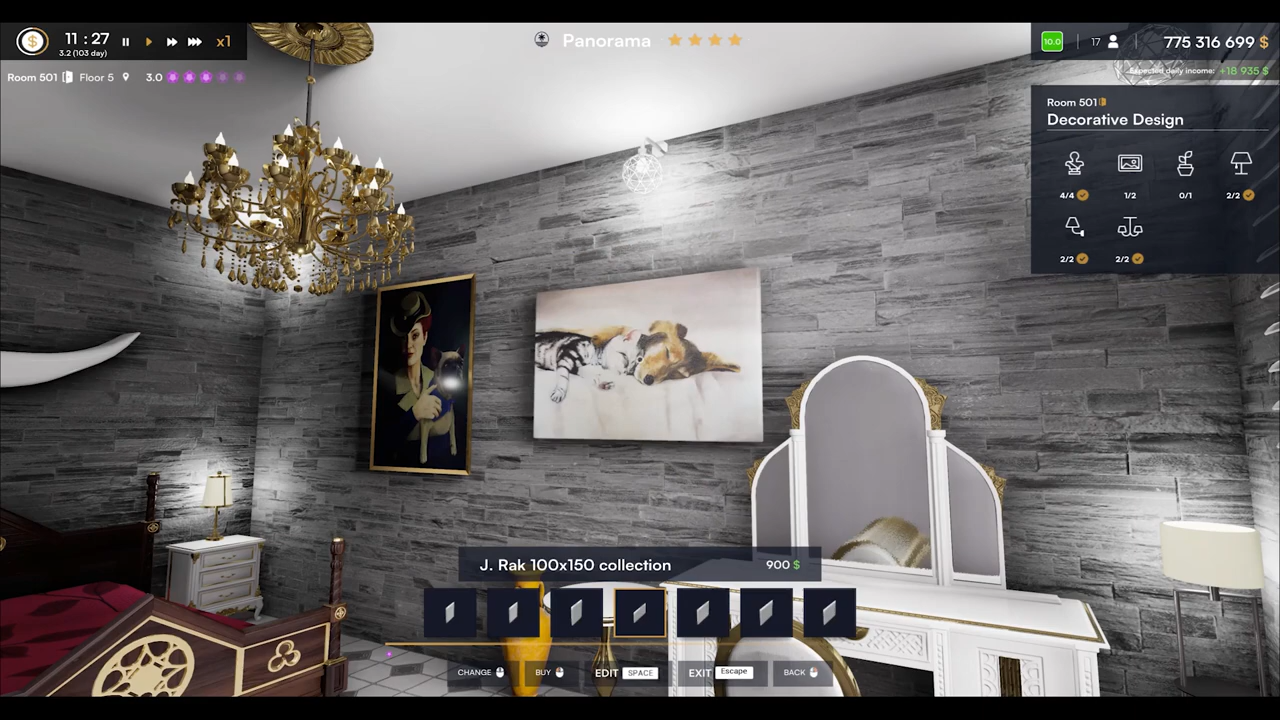 11 : 27
3.2 (103 day)
x1
Panorama
10.0
17
775 316 699 $
Expected daily income: +18 935 $
Room 501 Floor 5 3.0
Room 501
Decorative Design
4/4 1/2 0/1 2/2
2/2 2/2
J. Rak 100x150 collection 900 $
CHANGE BUY EDIT SPACE EXIT Escape BACK